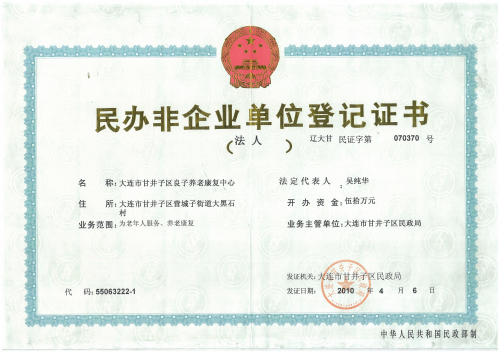 民办非企业单位登记证书
（法人）
辽大甘 民证字第 070370 号
名 称：大连市甘井子区良子养老康复中心
法定代表人：吴纯华
住 所：大连市甘井子区营城子街道大黑石村
开办资金：伍拾万元
业务范围：为老年人服务、养老康复
业务主管单位：大连市甘井子区民政局
发证机关：大连市甘井子区民政局
发证日期：2010 年 4 月 6 日
代 码：55063222-1
中华人民共和国民政部制